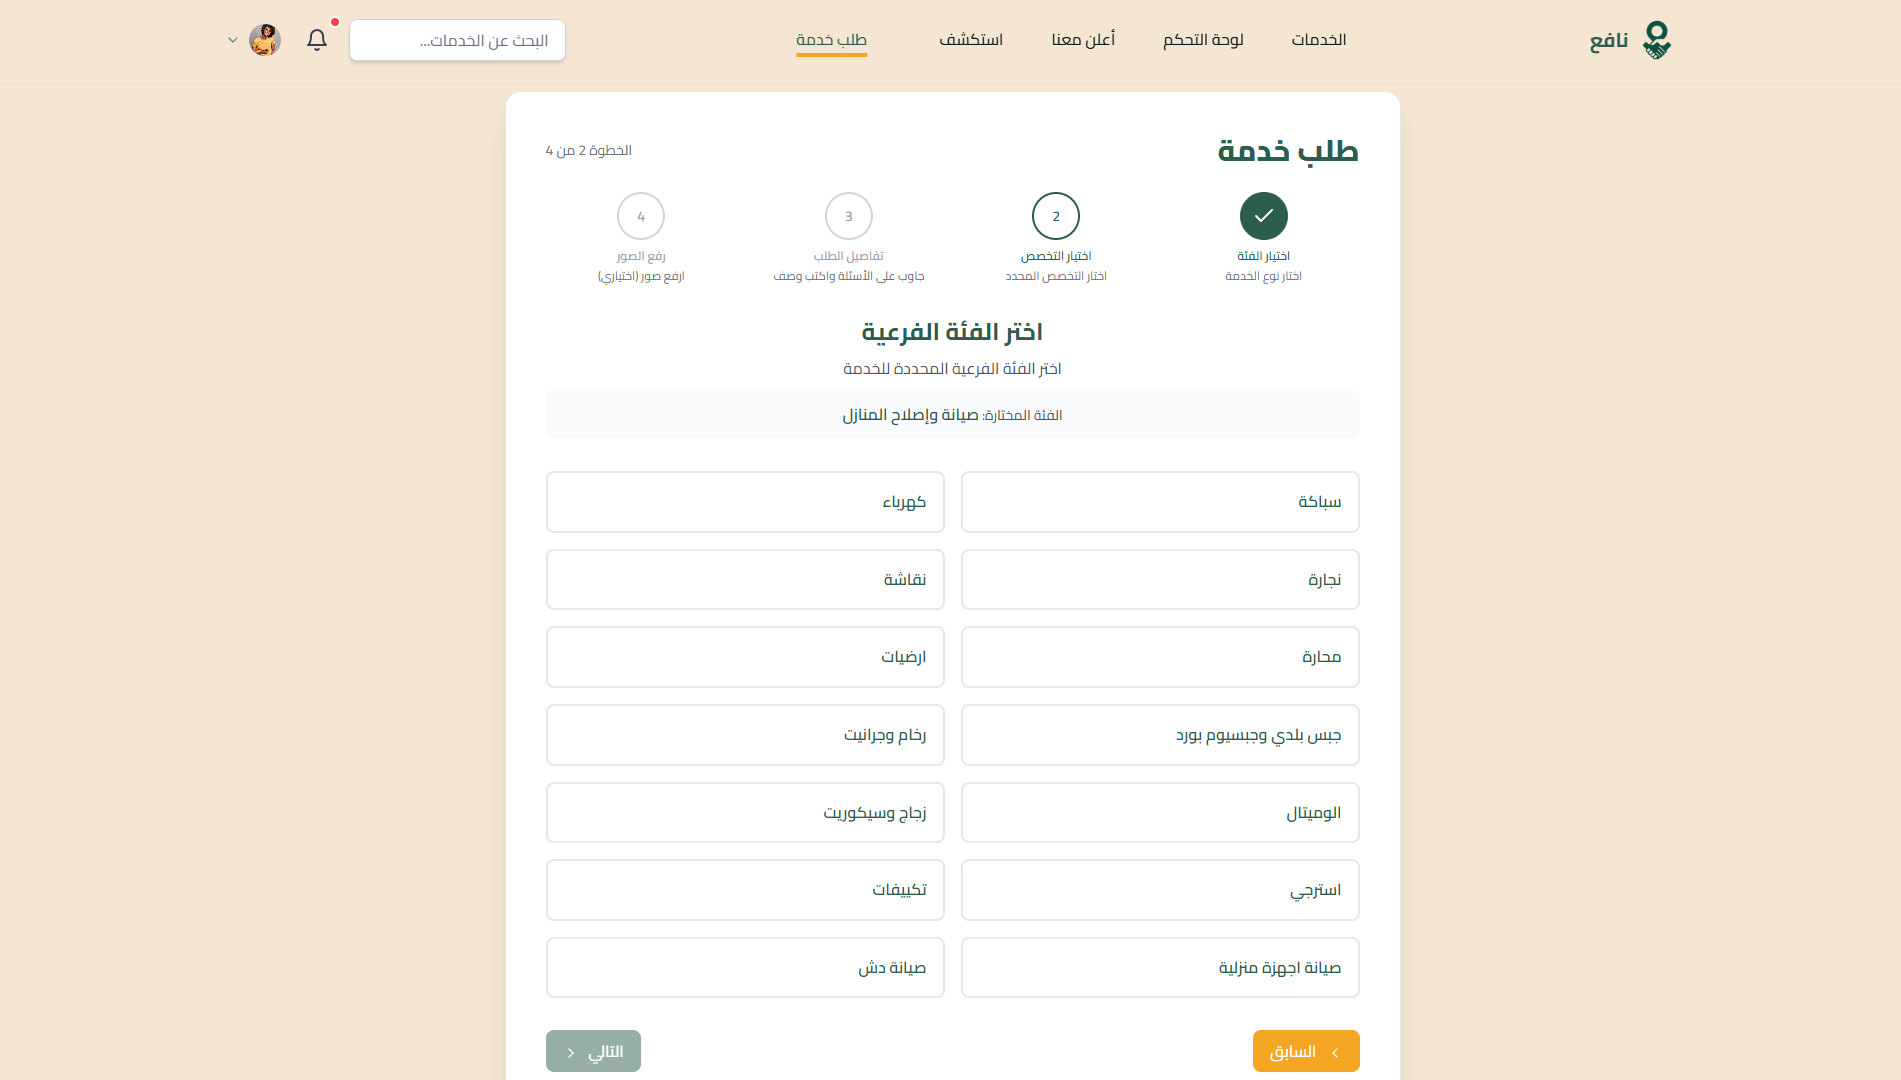 نافع
الخدمات
لوحة التحكم
أعلن معنا
استكشف
طلب خدمة
البحث عن الخدمات...
طلب خدمة
الخطوة 2 من 4
اختيار الفئة
اختار نوع الخدمة
2
اختيار التخصص
اختار التخصص المحدد
3
تفاصيل الطلب
جاوب على الأسئلة واكتب وصف
4
رفع الصور
ارفع صور (اختياري)
اختر الفئة الفرعية
اختر الفئة الفرعية المحددة للخدمة
الفئة المختارة: صيانة وإصلاح المنازل
سباكة
كهرباء
نجارة
نقاشة
محارة
ارضيات
جبس بلدي وجبسيوم بورد
رخام وجرانيت
الوميتال
زجاج وسيكوريت
استرجي
تكييفات
صيانة اجهزة منزلية
صيانة دش
السابق
التالي